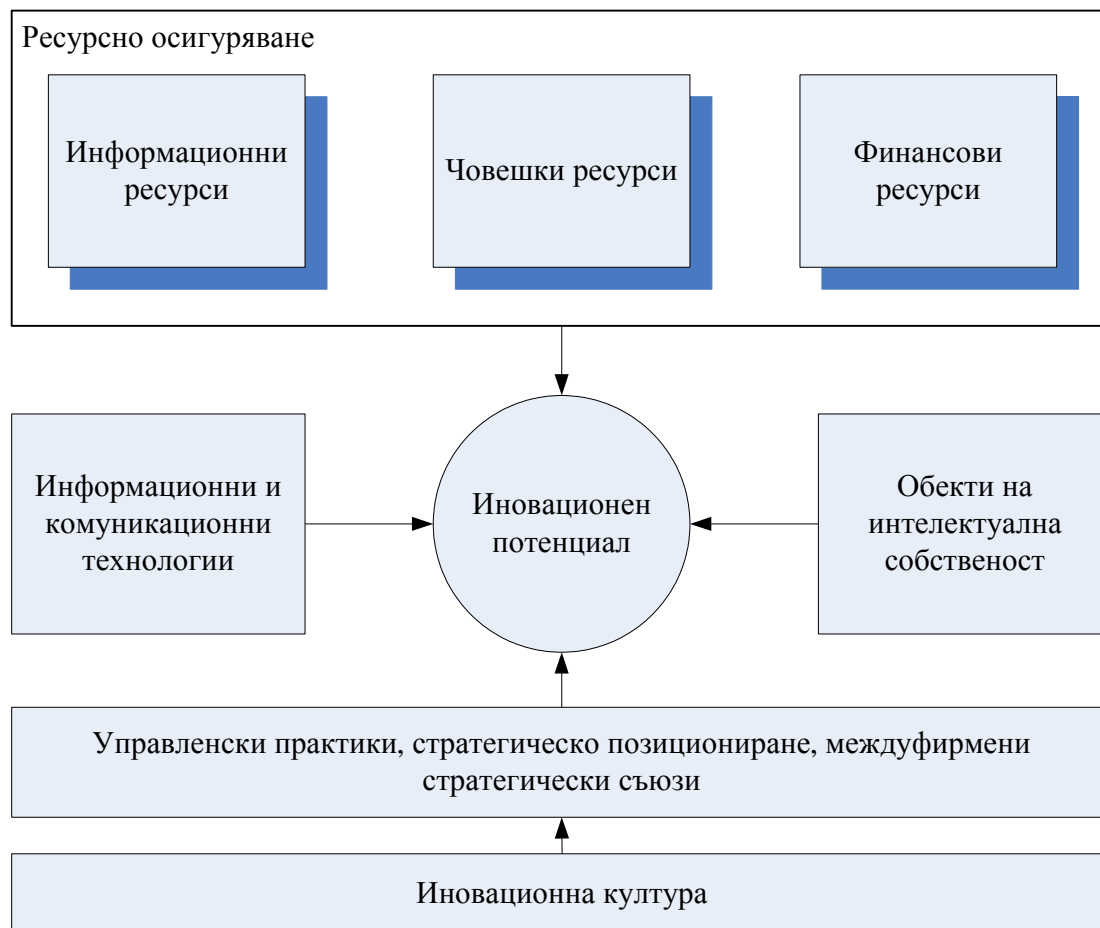 Ресурсно осигуряване
Информационни
ресурси
Човешки ресурси
Финансови
ресурси
Информационни и
комуникационни
технологии
Иновационен
потенциал
Обекти на
интелектуална
собственост
Управленски практики, стратегическо позициониране, междуфирмени
стратегически съюзи
Иновационна култура